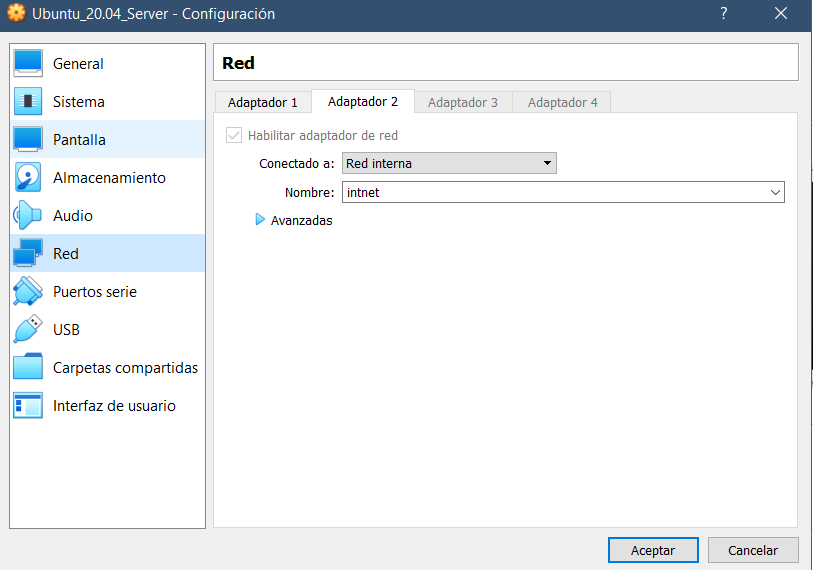 Ubuntu_20.04_Server - Configuración
?
General
Sistema
Pantalla
Almacenamiento
Audio
Red
Puertos serie
USB
Carpetas compartidas
Interfaz de usuario
Red
Adaptador 1 Adaptador 2 Adaptador 3 Adaptador 4
Habilitar adaptador de red
Conectado a: Red interna
Nombre: intnet
Avanzadas
Aceptar Cancelar